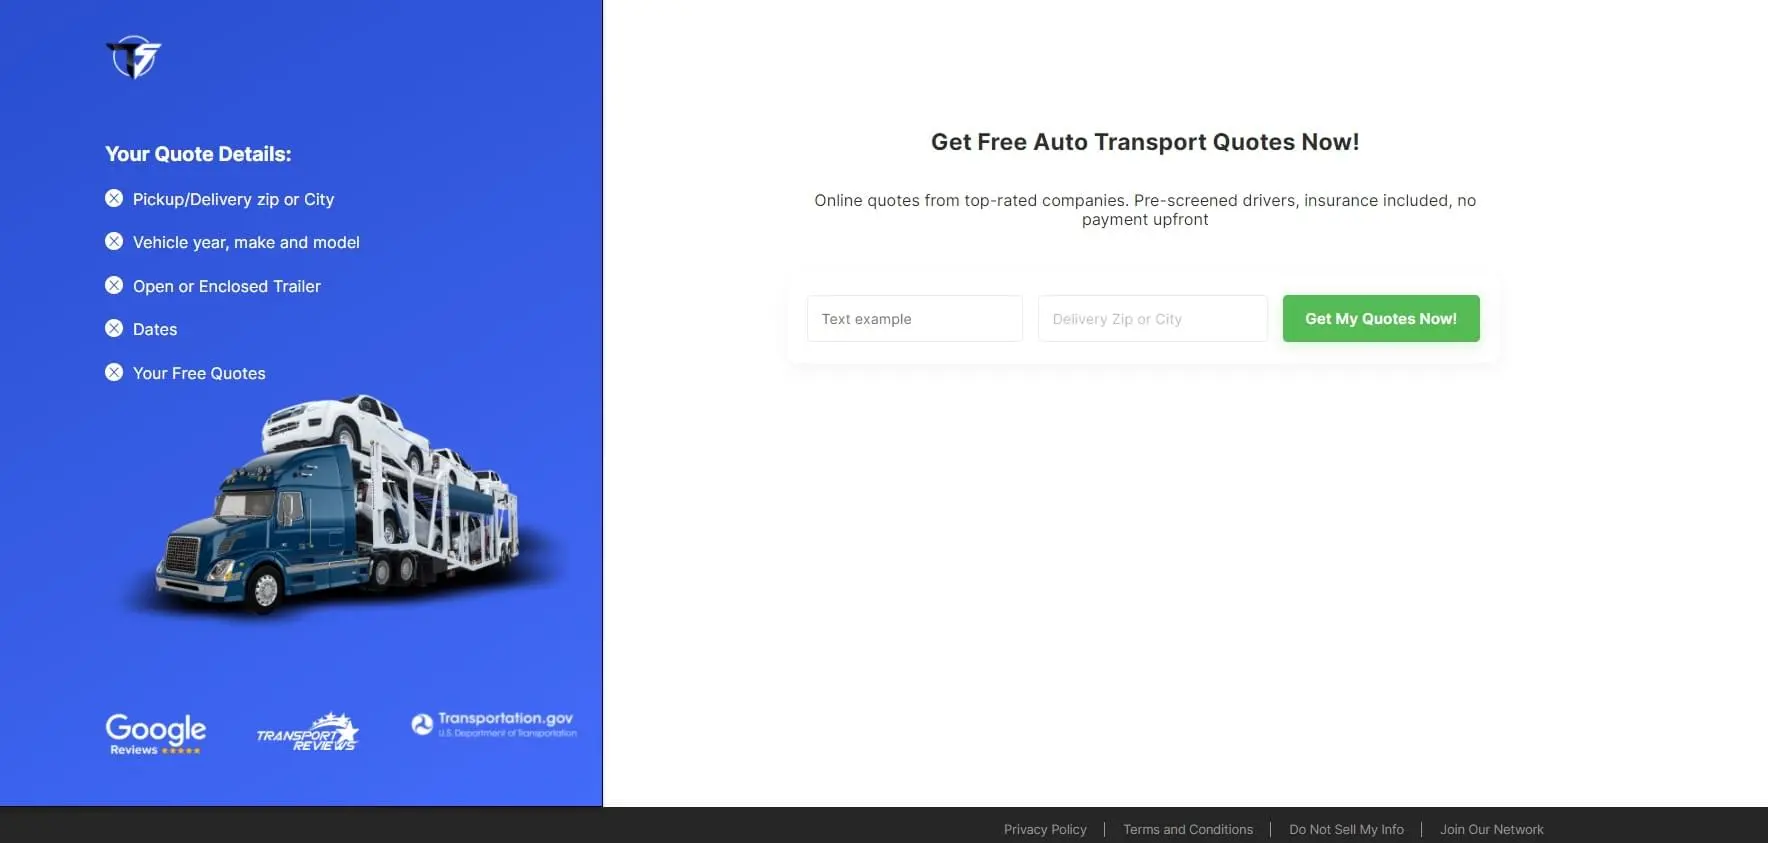 TS
Your Quote Details:
Pickup/Delivery zip or City
Vehicle year, make and model
Open or Enclosed Trailer
Dates
Your Free Quotes
Google
Reviews
TRANSPORT
REVIEWS
Transportation.gov
U.S. Department of Transportation
Get Free Auto Transport Quotes Now!
Online quotes from top-rated companies. Pre-screened drivers, insurance included, no
payment upfront
Text example
Delivery Zip or City
Get My Quotes Now!
Privacy Policy
Terms and Conditions
Do Not Sell My Info
Join Our Network